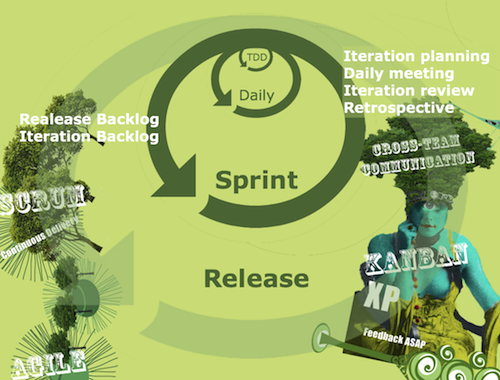 TDD
Daily
Iteration planning
Daily meeting
Iteration review
Retrospective
Realease Backlog
Iteration Backlog
CROSS-TEAM
COMMUNICATION
Sprint
SCRUM
Continuous Delivery
KANBAN
Release
XP
Feedback ASAP
AGILE